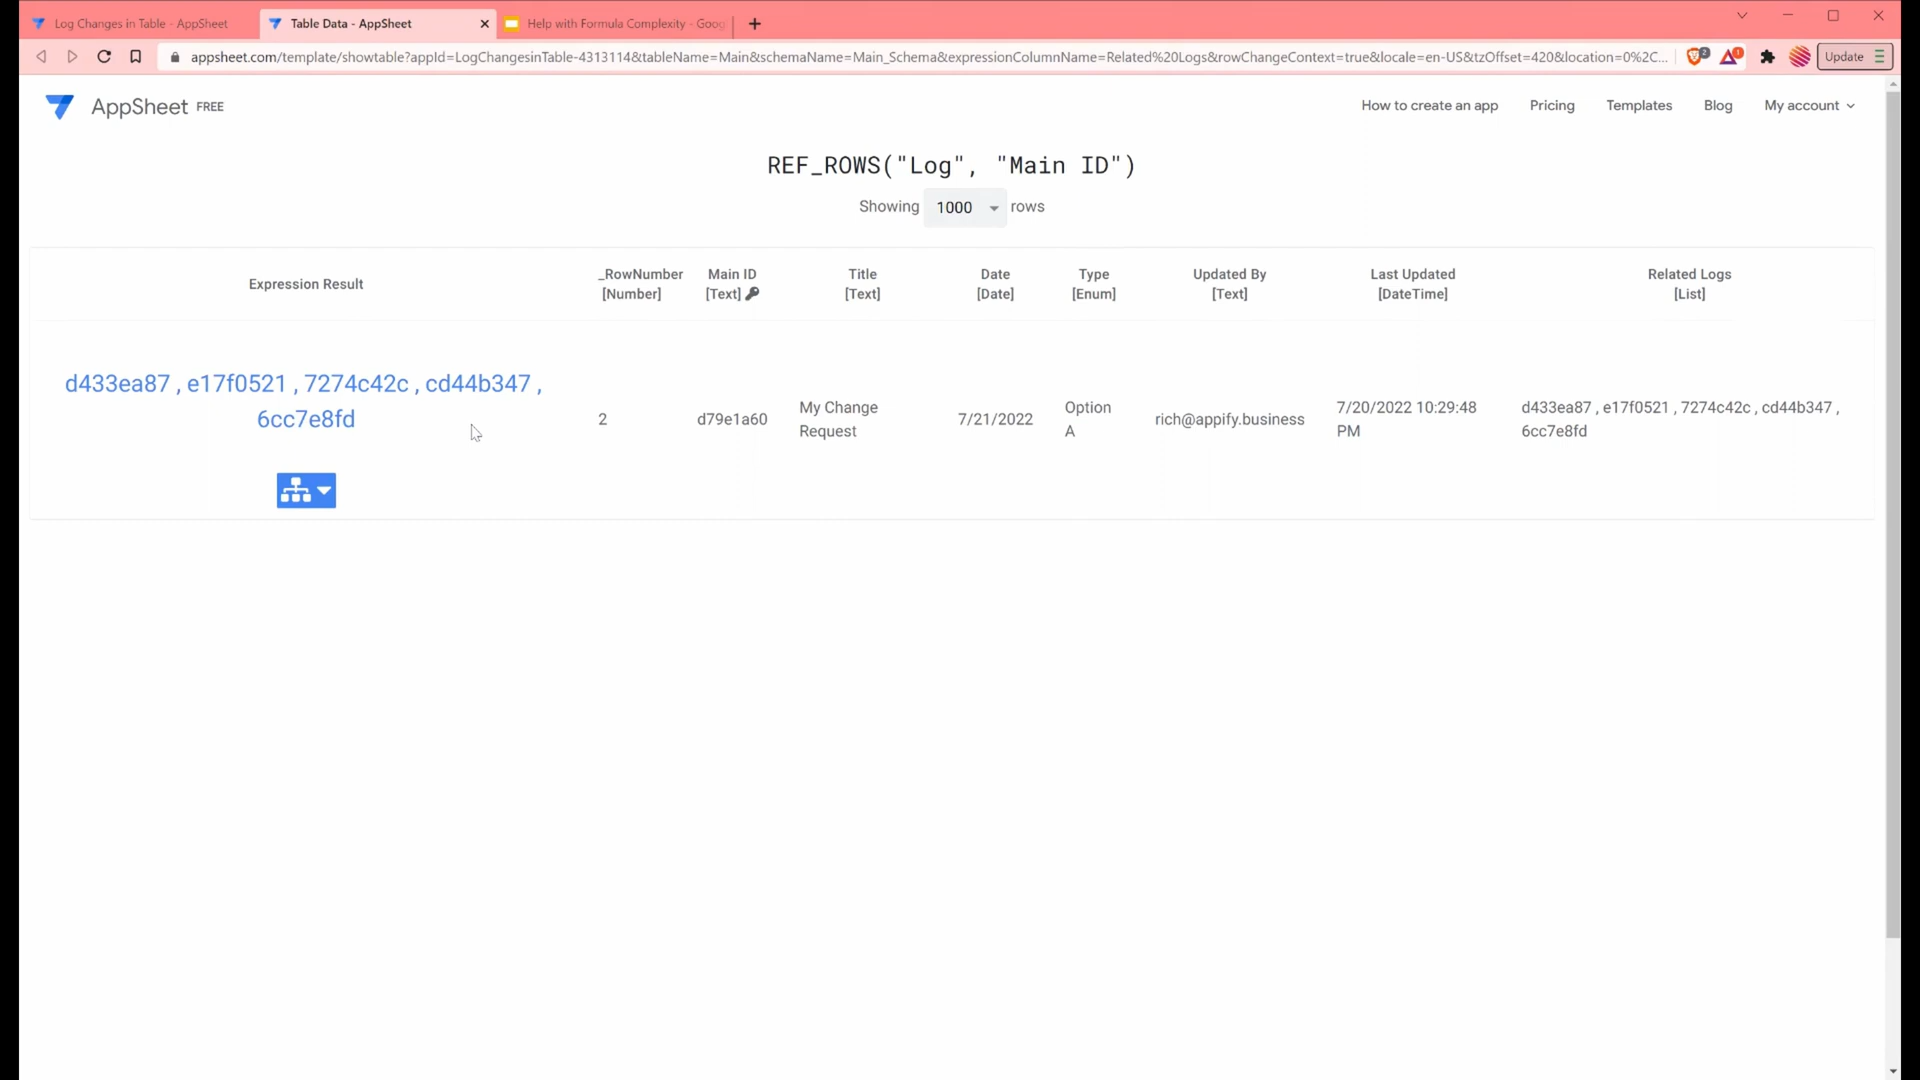 Log Changes in Table - AppSheet
Table Data - AppSheet
Help with Formula Complexity - Goog
appsheet.com/template/showtable?appId=LogChangesinTable-4313114&tableName=Main&schemaName=Main_Schema&expressionColumnName=Related%20Logs&rowChangeContext=true&locale=en-US&tzOffset=420&location=0%2C...
2
1
Update
AppSheet FREE
How to create an app
Pricing
Templates
Blog
My account
REF_ROWS("Log", "Main ID")
Showing 1000 rows
Expression Result
_RowNumber
[Number]
Main ID
[Text]
Title
[Text]
Date
[Date]
Type
[Enum]
Updated By
[Text]
Last Updated
[DateTime]
Related Logs
[List]
d433ea87 , e17f0521 , 7274c42c , cd44b347 ,
6cc7e8fd
2
d79e1a60
My Change
Request
7/21/2022
Option
A
rich@appify.business
7/20/2022 10:29:48
PM
d433ea87 , e17f0521 , 7274c42c , cd44b347 ,
6cc7e8fd